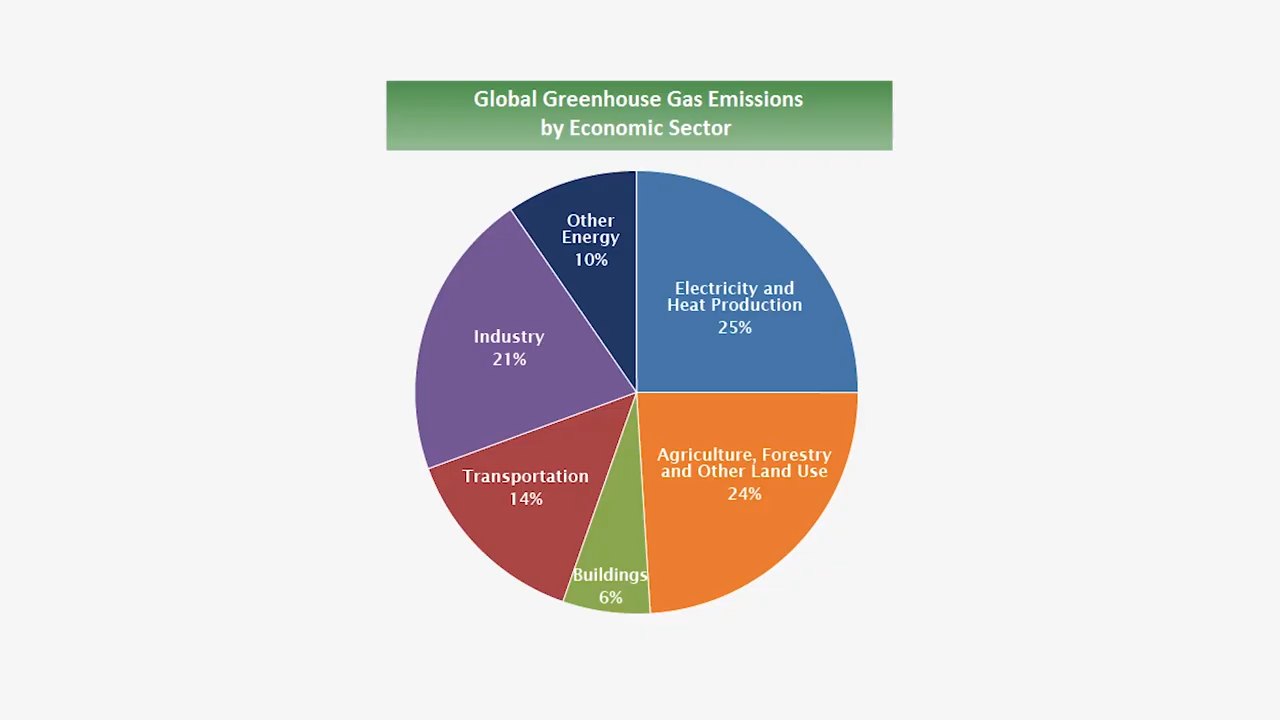 Global Greenhouse Gas Emissions
by Economic Sector
Other
Energy
10%
Electricity and
Heat Production
25%
Industry
21%
Agriculture, Forestry
and Other Land Use
24%
Transportation
14%
Buildings
6%